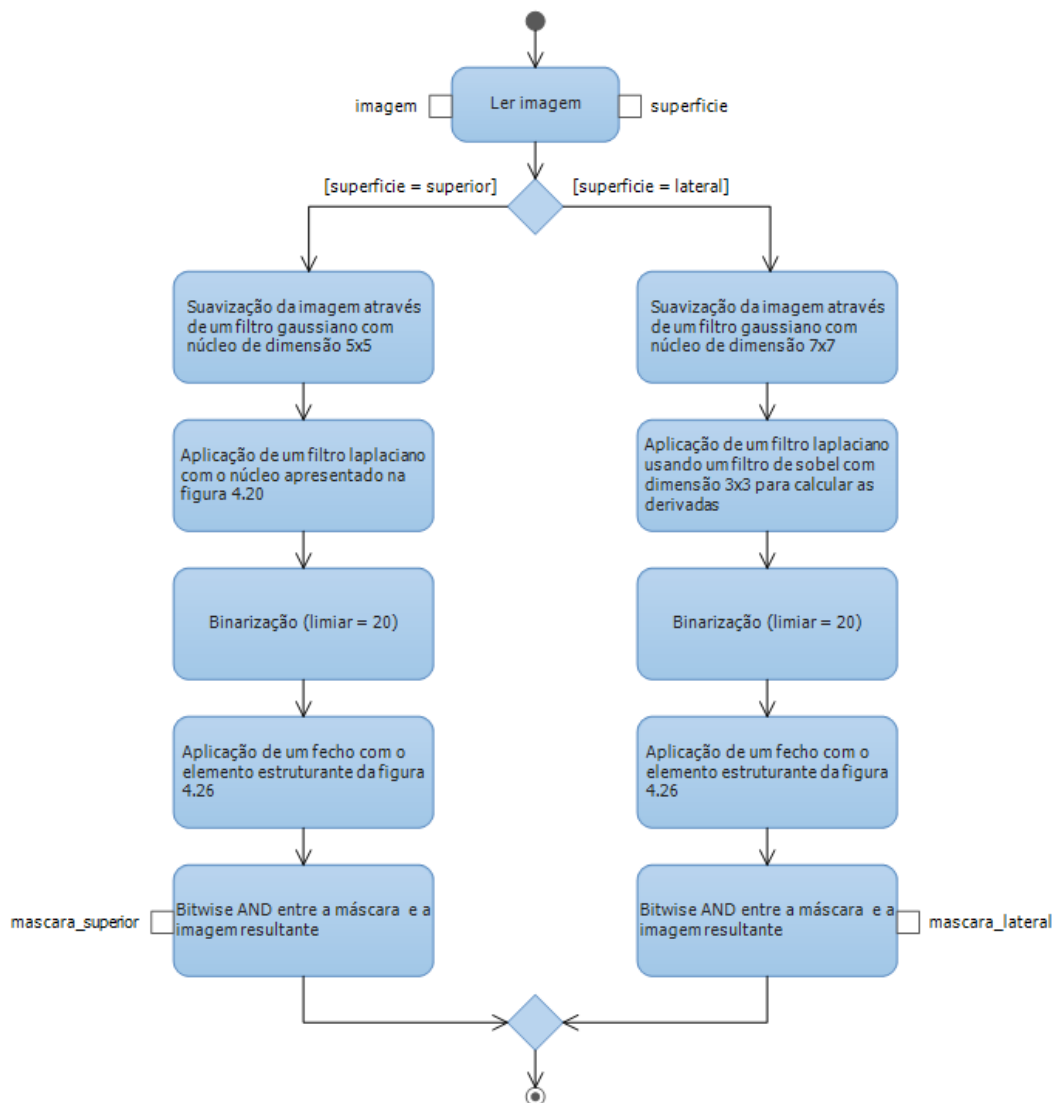 imagem
Ler imagem
superficie
[superficie = superior]
[superficie = lateral]
Suavização da imagem através
de um filtro gaussiano com
núcleo de dimensão 5x5
Suavização da imagem através
de um filtro gaussiano com
núcleo de dimensão 7x7
Aplicação de um filtro laplaciano
com o núcleo apresentado na
figura 4.20
Aplicação de um filtro laplaciano
usando um filtro de sobel com
dimensão 3x3 para calcular as
derivadas
Binarização (limiar = 20)
Binarização (limiar = 20)
Aplicação de um fecho com o
elemento estruturante da figura
4.26
Aplicação de um fecho com o
elemento estruturante da figura
4.26
mascara_superior
Bitwise AND entre a máscara e a
imagem resultante
Bitwise AND entre a máscara e a
imagem resultante
mascara_lateral